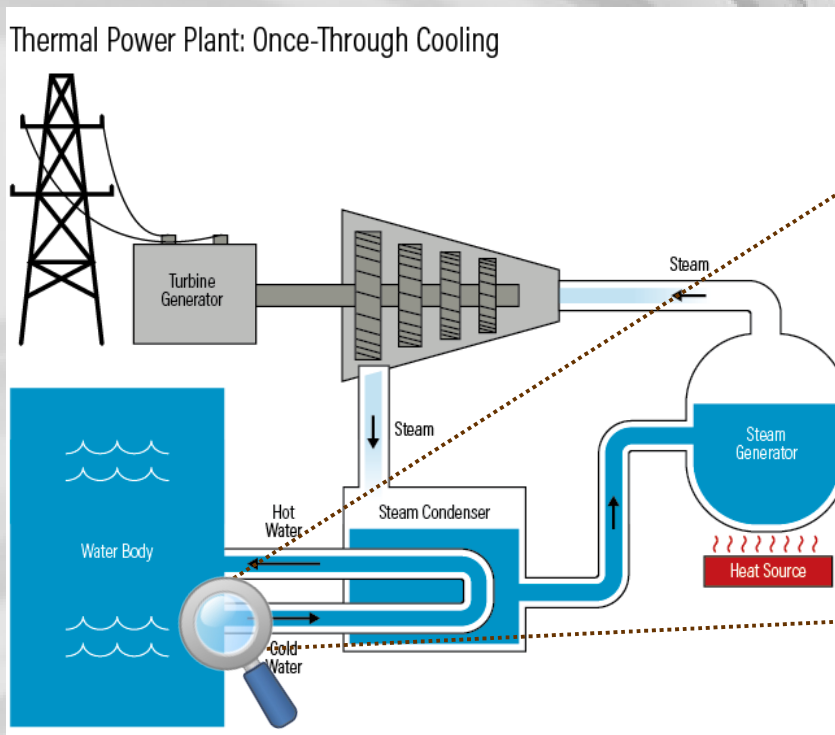 Thermal Power Plant: Once-Through Cooling
Turbine
Generator
Steam
Steam
Steam
Generator
Hot
Water
Steam Condenser
Water Body
Heat Source
Cold
Water